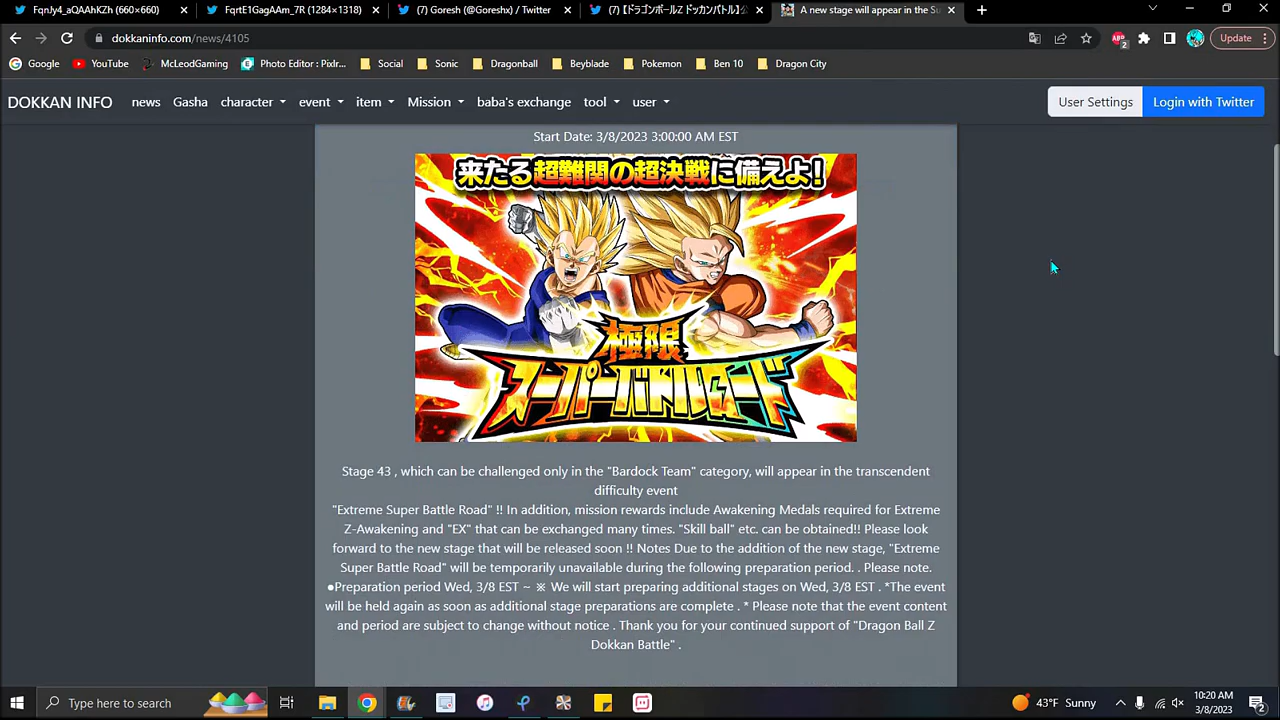 FqnJy4_aQAAhKZh (660×660)
FqrtE1GagAAm_7R (1284×1318)
(7) Goresh (@Goreshx) / Twitter
(7)【ドラゴンボールZ ドッカンバトル】公
A new stage will appear in the Su
dokkaninfo.com/news/4105
2
Update
Google
YouTube
McLeodGaming
Photo Editor : Pixlr...
Social
Sonic
Dragonball
Beyblade
Pokemon
Ben 10
Dragon City
DOKKAN INFO
news
Gasha
character
event
item
Mission
baba's exchange
tool
user
User Settings
Login with Twitter
Start Date: 3/8/2023 3:00:00 AM EST
来たる超難関の超決戦に備えよ!
極限
スーパーバトルロード
Stage 43 , which can be challenged only in the "Bardock Team" category, will appear in the transcendent
difficulty event
"Extreme Super Battle Road" !! In addition, mission rewards include Awakening Medals required for Extreme
Z-Awakening and "EX" that can be exchanged many times. "Skill ball" etc. can be obtained!! Please look
forward to the new stage that will be released soon !! Notes Due to the addition of the new stage, "Extreme
Super Battle Road" will be temporarily unavailable during the following preparation period. . Please note.
●Preparation period Wed, 3/8 EST ~ ※ We will start preparing additional stages on Wed, 3/8 EST . *The event
will be held again as soon as additional stage preparations are complete . * Please note that the event content
and period are subject to change without notice . Thank you for your continued support of "Dragon Ball Z
Dokkan Battle" .
Type here to search
43°F Sunny
10:20 AM
3/8/2023
2